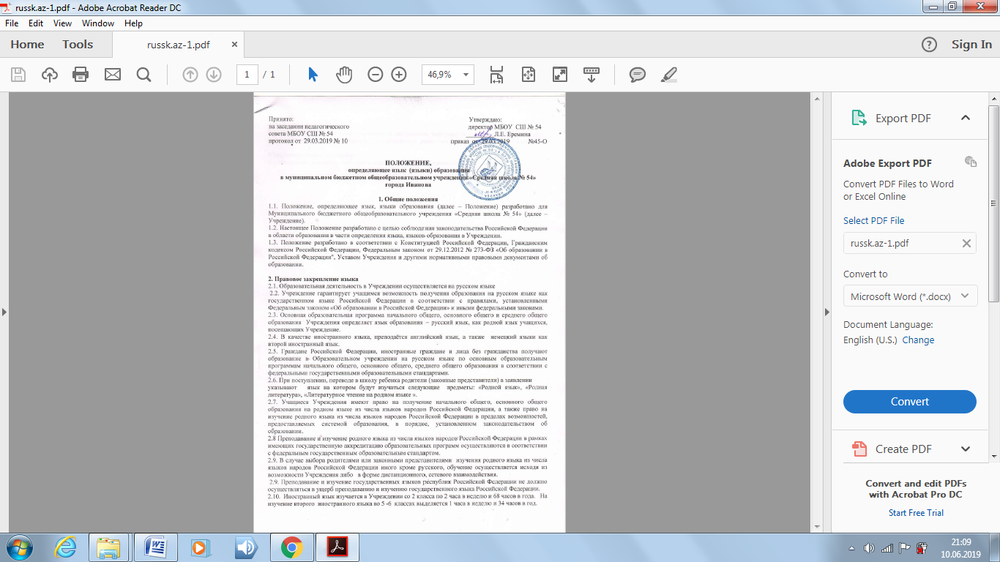 russk.az-1.pdf - Adobe Acrobat Reader DC
File Edit View Window Help
Home Tools russk.az-1.pdf × Sign In
1 / 1 46,9%
Принято: Утверждаю:
на заседании педагогического директор МБОУ СШ № 54
совета МБОУ СШ № 54 Л.Е. Еремина
протокол от 29.03.2019 № 10 приказ от 29.03.2019 №45-О
ПОЛОЖЕНИЕ,
определяющее язык (языки) образования
в муниципальном бюджетном общеобразовательном учреждении «Средняя школа № 54»
города Иванова
1. Общие положения
1.1. Положение, определяющее язык, языки образования (далее – Положение) разработано для
Муниципального бюджетного общеобразовательного учреждения «Средняя школа № 54» (далее –
Учреждение).
1.2. Настоящее Положение разработано с целью соблюдения законодательства Российской Федерации
в области образования в части определения языка, языков образования в Учреждении.
1.3. Положение разработано в соответствии с Конституцией Российской Федерации, Гражданским
кодексом Российской Федерации, Федеральным законом от 29.12.2012 № 273-ФЗ «Об образовании в
Российской Федерации", Уставом Учреждения и другими нормативными правовыми документами об
образовании.
2. Правовое закрепление языка
2.1. Образовательная деятельность в Учреждении осуществляется на русском языке
2.2. Учреждение гарантирует учащимся возможность получения образования на русском языке как
государственном языке Российской Федерации в соответствии с правилами, установленными
Федеральным законом «Об образовании в Российской Федерации» и иными федеральными законами.
2.3. Основная образовательная программа начального общего, основного общего и среднего общего
образования Учреждения определяет язык образования – русский язык, как родной язык учащихся,
посещающих Учреждение.
2.4. В качестве иностранного языка, преподаётся английский язык, а также немецкий языки как
второй иностранный язык.
2.5. Граждане Российской Федерации, иностранные граждане и лица без гражданства получают
образование в Образовательном учреждении на русском языке по основным образовательным
программам начального общего, основного общего, среднего общего образования в соответствии с
федеральными государственными образовательными стандартами.
2.6. При поступлении, переводе в школу ребенка родители (законные представители) в заявлении
указывают язык на котором будут изучаться следующие предметы: «Родной язык», «Родная
литература», «Литературное чтение на родном языке ».
2.7. Учащиеся Учреждения имеют право на получение начального общего, основного общего
образования на родном языке из числа языков народов Российской Федерации, а также право на
изучение родного языка из числа языков народов Российской Федерации в пределах возможностей,
предоставляемых системой образования, в порядке, установленном законодательством об
образовании.
2.8 Преподавание и изучение родного языка из числа языков народов Российской Федерации в рамках
имеющих государственную аккредитацию образовательных программ осуществляются в соответствии
с федеральным государственным образовательным стандартом.
2.9. В случае выбора родителями или законными представителями изучения родного языка из числа
языков народов Российской Федерации иного кроме русского, обучение осуществляется исходя из
возможности Учреждения либо в форме дистанционного, сетевого взаимодействия.
2.9. Преподавание и изучение государственных языков республик Российской Федерации не должно
осуществляться в ущерб преподаванию и изучению государственного языка Российской Федерации.
2.10. Иностранный язык изучается в Учреждении со 2 класса по 2 часа в неделю и 68 часов в года. На
изучение второго иностранного языка во 5 -6 классах выделяется 1 часа в неделю и 34 часов в год.
Export PDF
Adobe Export PDF
Convert PDF Files to Word
or Excel Online
Select PDF File
russk.az-1.pdf
Convert to
Microsoft Word (*.docx)
Document Language:
English (U.S.) Change
Convert
Create PDF
Convert and edit PDFs
with Acrobat Pro DC
Start Free Trial
21:09
10.06.2019